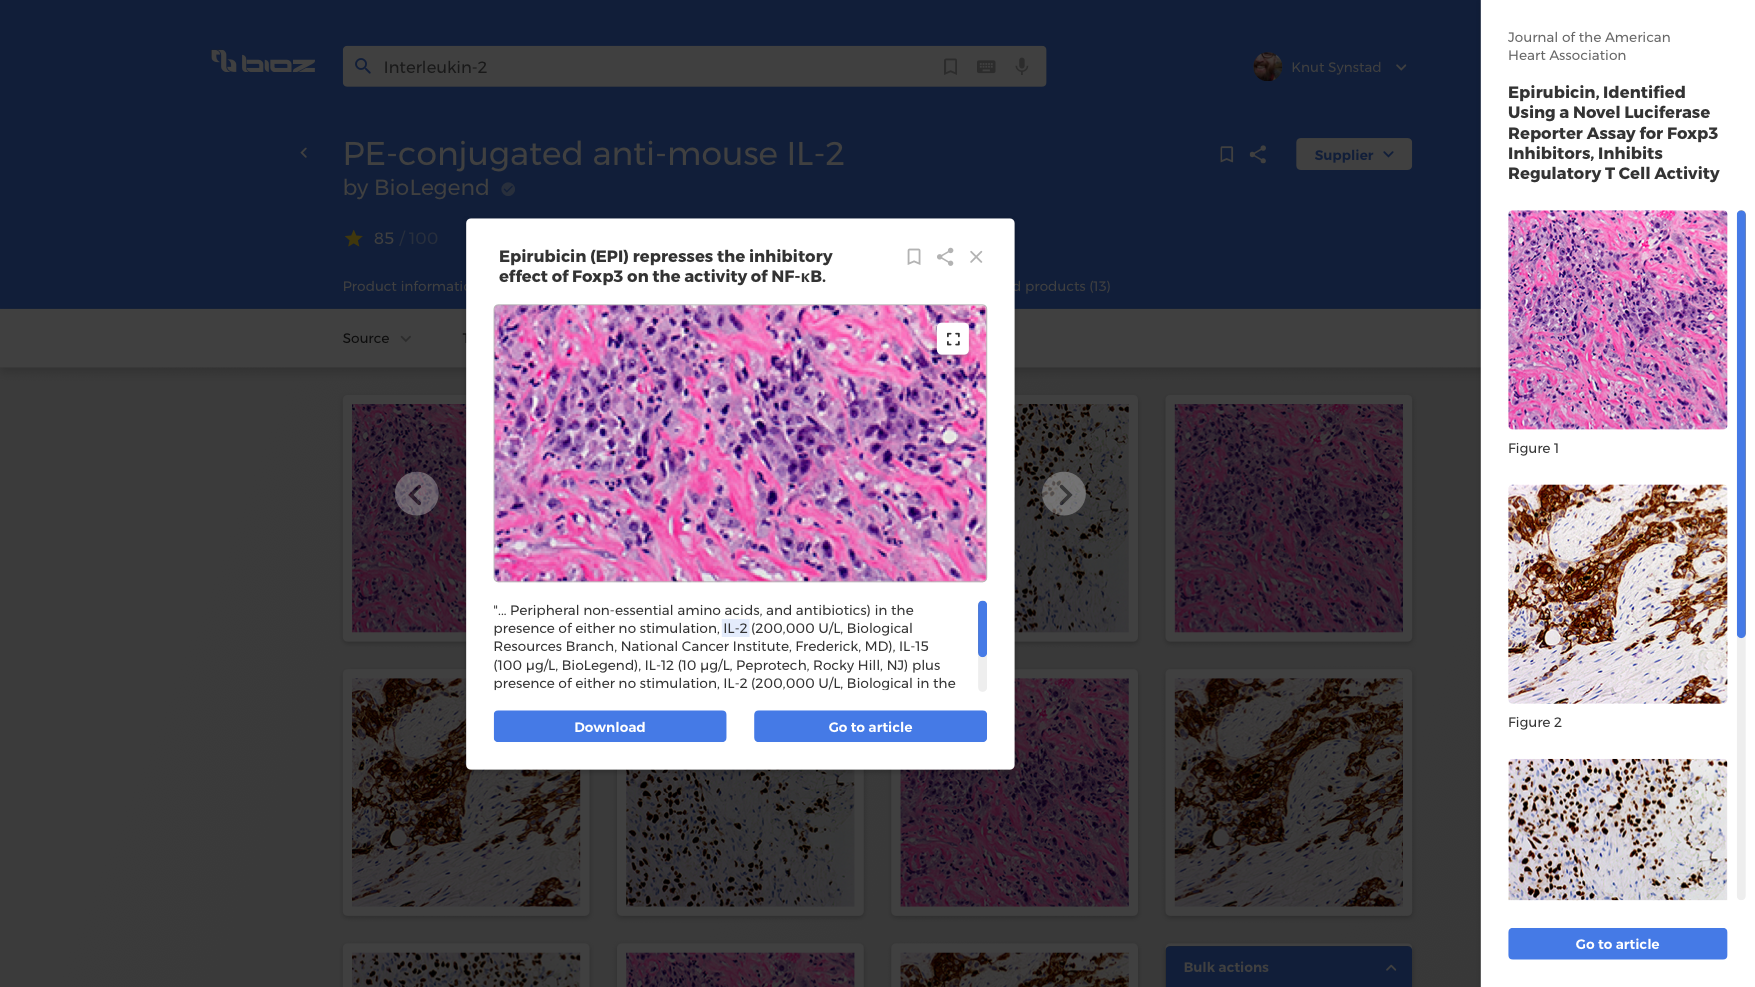 bioz
Interleukin-2
Knut Synstad
PE-conjugated anti-mouse IL-2
by BioLegend
Supplier
85 / 100
Product informati
d products (13)
Source
Epirubicin (EPI) represses the inhibitory
effect of Foxp3 on the activity of NF-κB.
"... Peripheral non-essential amino acids, and antibiotics) in the
presence of either no stimulation, IL-2 (200,000 U/L, Biological
Resources Branch, National Cancer Institute, Frederick, MD), IL-15
(100 μg/L, BioLegend), IL-12 (10 μg/L, Peprotech, Rocky Hill, NJ) plus
presence of either no stimulation, IL-2 (200,000 U/L, Biological in the
Download
Go to article
Bulk actions
Journal of the American
Heart Association
Epirubicin, Identified
Using a Novel Luciferase
Reporter Assay for Foxp3
Inhibitors, Inhibits
Regulatory T Cell Activity
Figure 1
Figure 2
Go to article